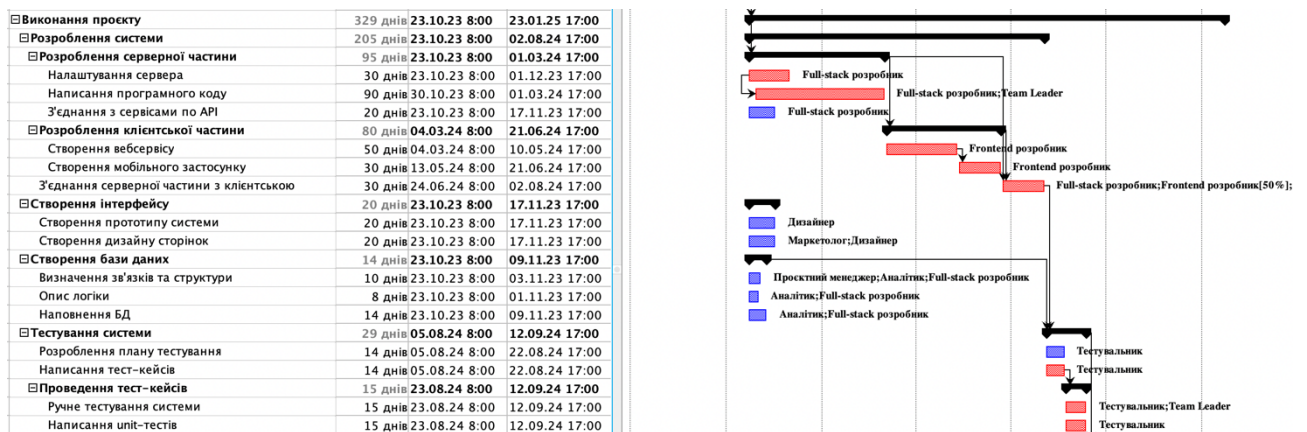 Виконання проєкту 329 днів 23.10.23 8:00 23.01.25 17:00
Розроблення системи 205 днів 23.10.23 8:00 02.08.24 17:00
Розроблення серверної частини 95 днів 23.10.23 8:00 01.03.24 17:00
Налаштування сервера 30 днів 23.10.23 8:00 01.12.23 17:00 Full-stack розробник
Написання програмного коду 90 днів 30.10.23 8:00 01.03.24 17:00 Full-stack розробник;Team Leader
З'єднання з сервісами по API 20 днів 23.10.23 8:00 17.11.23 17:00 Full-stack розробник
Розроблення клієнтської частини 80 днів 04.03.24 8:00 21.06.24 17:00
Створення вебсервісу 50 днів 04.03.24 8:00 10.05.24 17:00 Frontend розробник
Створення мобільного застосунку 30 днів 13.05.24 8:00 21.06.24 17:00 Frontend розробник
З'єднання серверної частини з клієнтською 30 днів 24.06.24 8:00 02.08.24 17:00 Full-stack розробник;Frontend розробник[50%];
Створення інтерфейсу 20 днів 23.10.23 8:00 17.11.23 17:00
Створення прототипу системи 20 днів 23.10.23 8:00 17.11.23 17:00 Дизайнер
Створення дизайну сторінок 20 днів 23.10.23 8:00 17.11.23 17:00 Маркетолог;Дизайнер
Створення бази даних 14 днів 23.10.23 8:00 09.11.23 17:00
Визначення зв'язків та структури 10 днів 23.10.23 8:00 03.11.23 17:00 Проєктний менеджер;Аналітик;Full-stack розробник
Опис логіки 8 днів 23.10.23 8:00 01.11.23 17:00 Аналітик;Full-stack розробник
Наповнення БД 14 днів 23.10.23 8:00 09.11.23 17:00 Аналітик;Full-stack розробник
Тестування системи 29 днів 05.08.24 8:00 12.09.24 17:00
Розроблення плану тестування 14 днів 05.08.24 8:00 22.08.24 17:00 Тестувальник
Написання тест-кейсів 14 днів 05.08.24 8:00 22.08.24 17:00 Тестувальник
Проведення тест-кейсів 15 днів 23.08.24 8:00 12.09.24 17:00
Ручне тестування системи 15 днів 23.08.24 8:00 12.09.24 17:00 Тестувальник;Team Leader
Написання unit-тестів 15 днів 23.08.24 8:00 12.09.24 17:00 Тестувальник